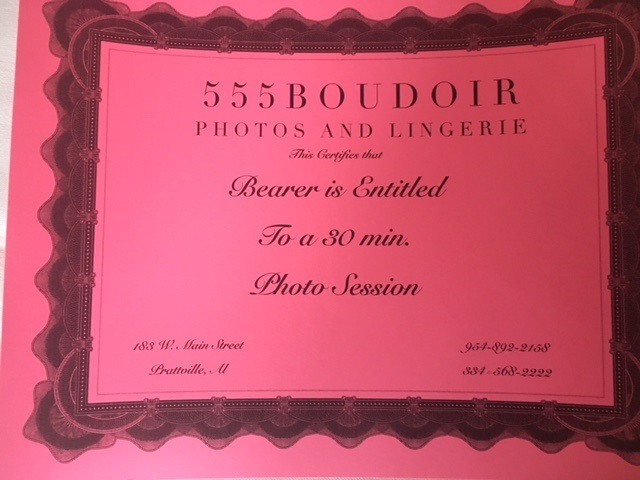 555BOUDOIR
PHOTOS AND LINGERIE
This Certifies that
Bearer is Entitled
To a 30 min.
Photo Session
183 W. Main Street
Prattville, Al
954-892-2158
334-568-2222